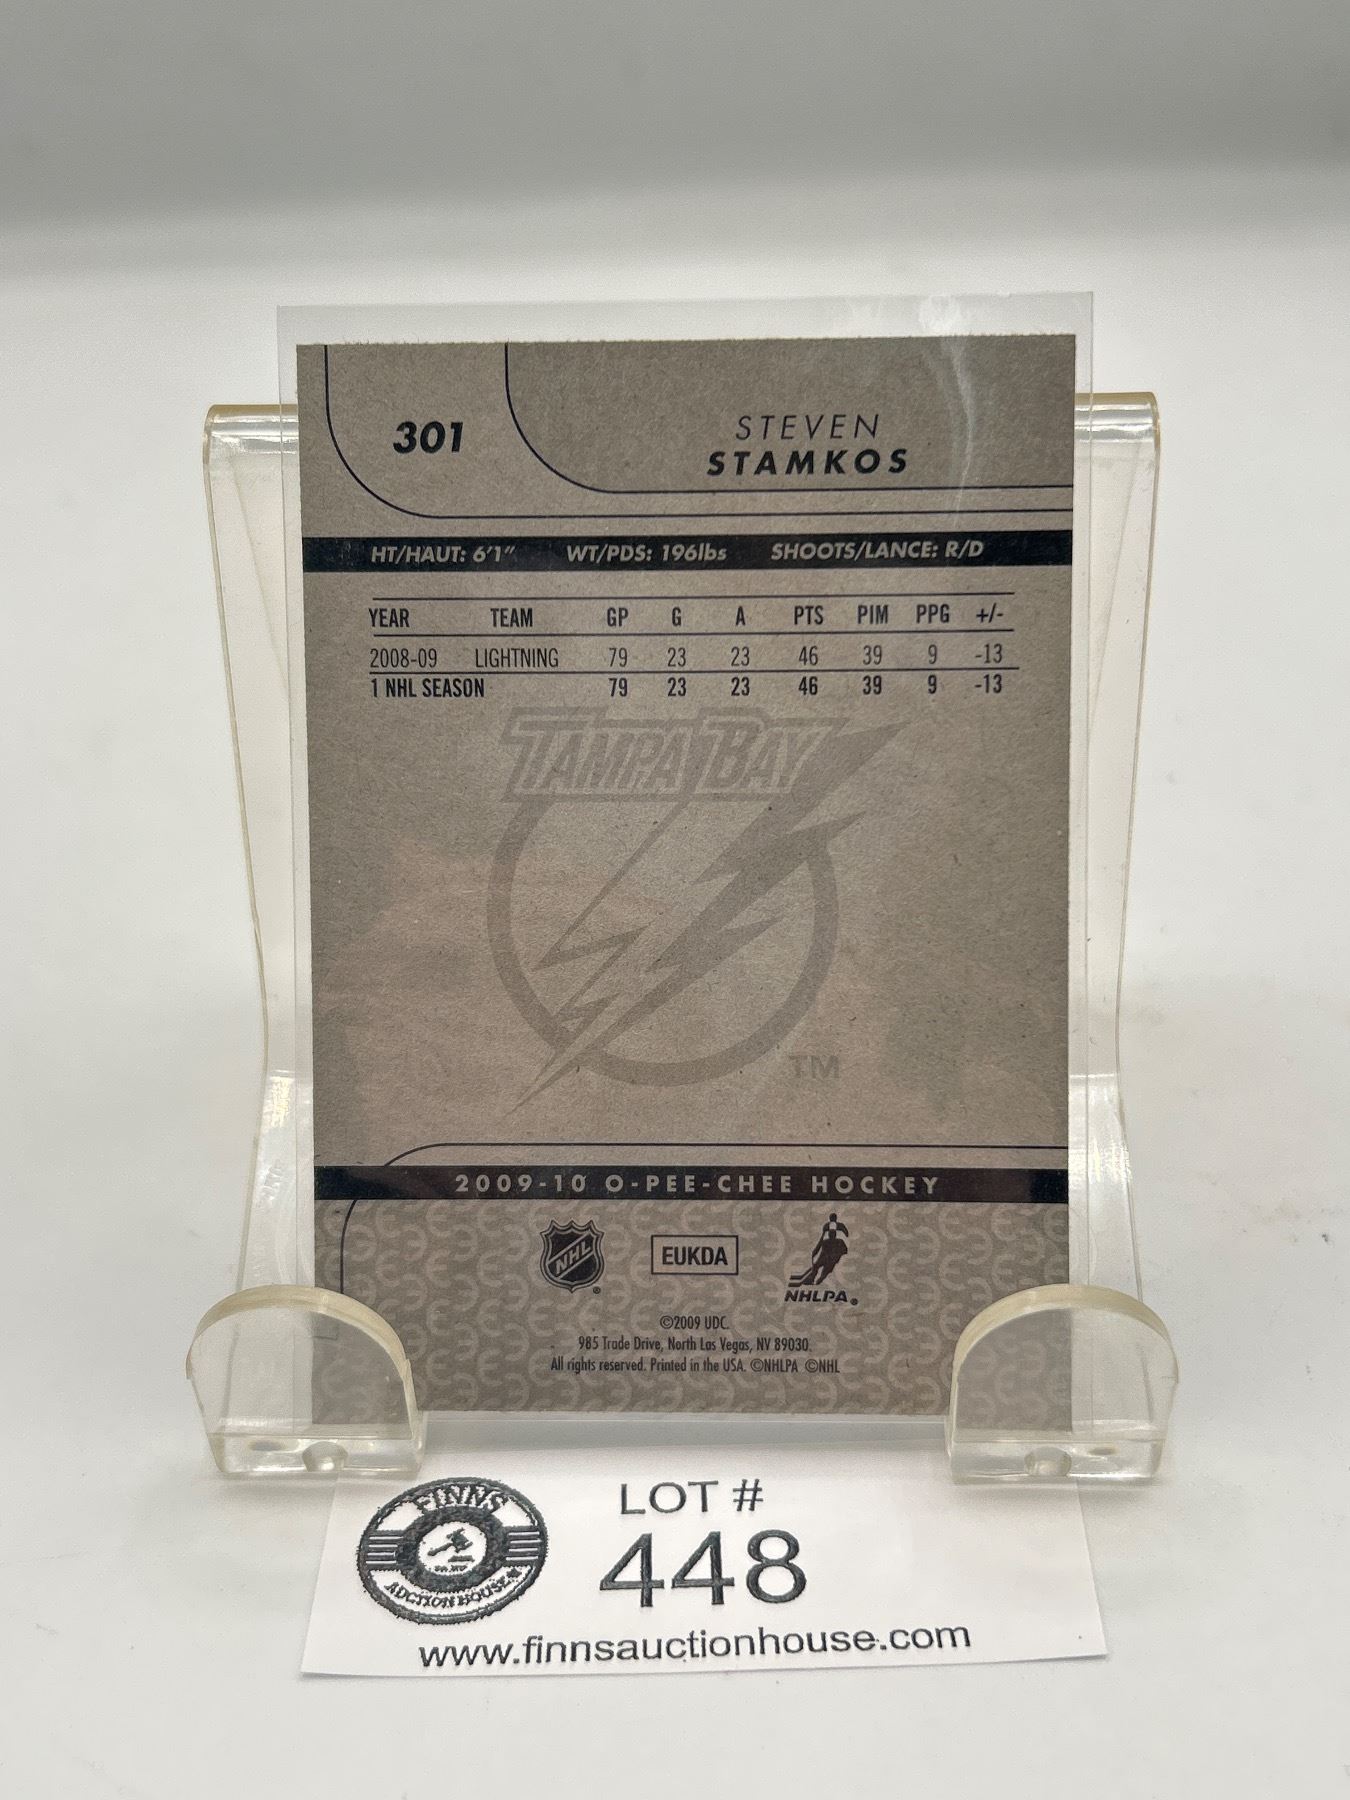 301
STEVEN
STAMKOS
HT/HAUT: 6'1" WT/PDS: 196lbs SHOOTS/LANCE: R/D
YEAR TEAM GP G A PTS PIM PPG +/-
2008-09 LIGHTNING 79 23 23 46 39 9 -13
1 NHL SEASON 79 23 23 46 39 9 -13
TAMPA BAY
TM
2009-10 O-PEE-CHEE HOCKEY
NHL EUKDA NHLPA
©2009 UDC.
985 Trade Drive, North Las Vegas, NV 89030.
All rights reserved. Printed in the USA. ©NHLPA ©NHL
FINNS
AUCTION HOUSE
LOT #
448
www.finnsauctionhouse.com